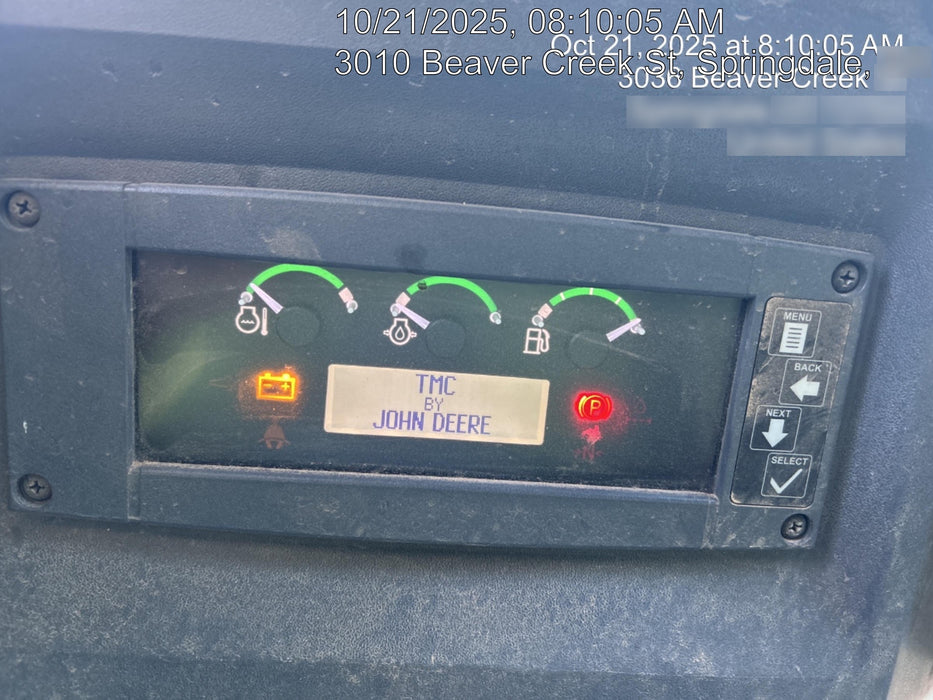 10/21/2025, 08:10:05 AM
Oct 21, 2025 at 8:10:05 AM
3010 Beaver Creek St, Springdale,
3036 Beaver Creek
MENU
BACK
TMC
BY
JOHN DEERE
P
NEXT
SELECT